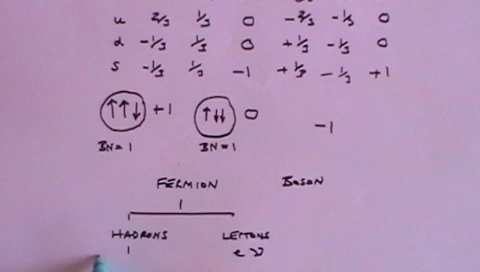 u 2/3 1/3 0 -2/3 -1/3 0
d -1/3 1/3 0 +1/3 -1/3 0
s -1/3 1/3 -1 +1/3 -1/3 +1
↑↑↓ +1 ↑↓↓ 0 -1
BN=1 BN=1
FERMION BOSON
HADRONS LEPTONS
e ν